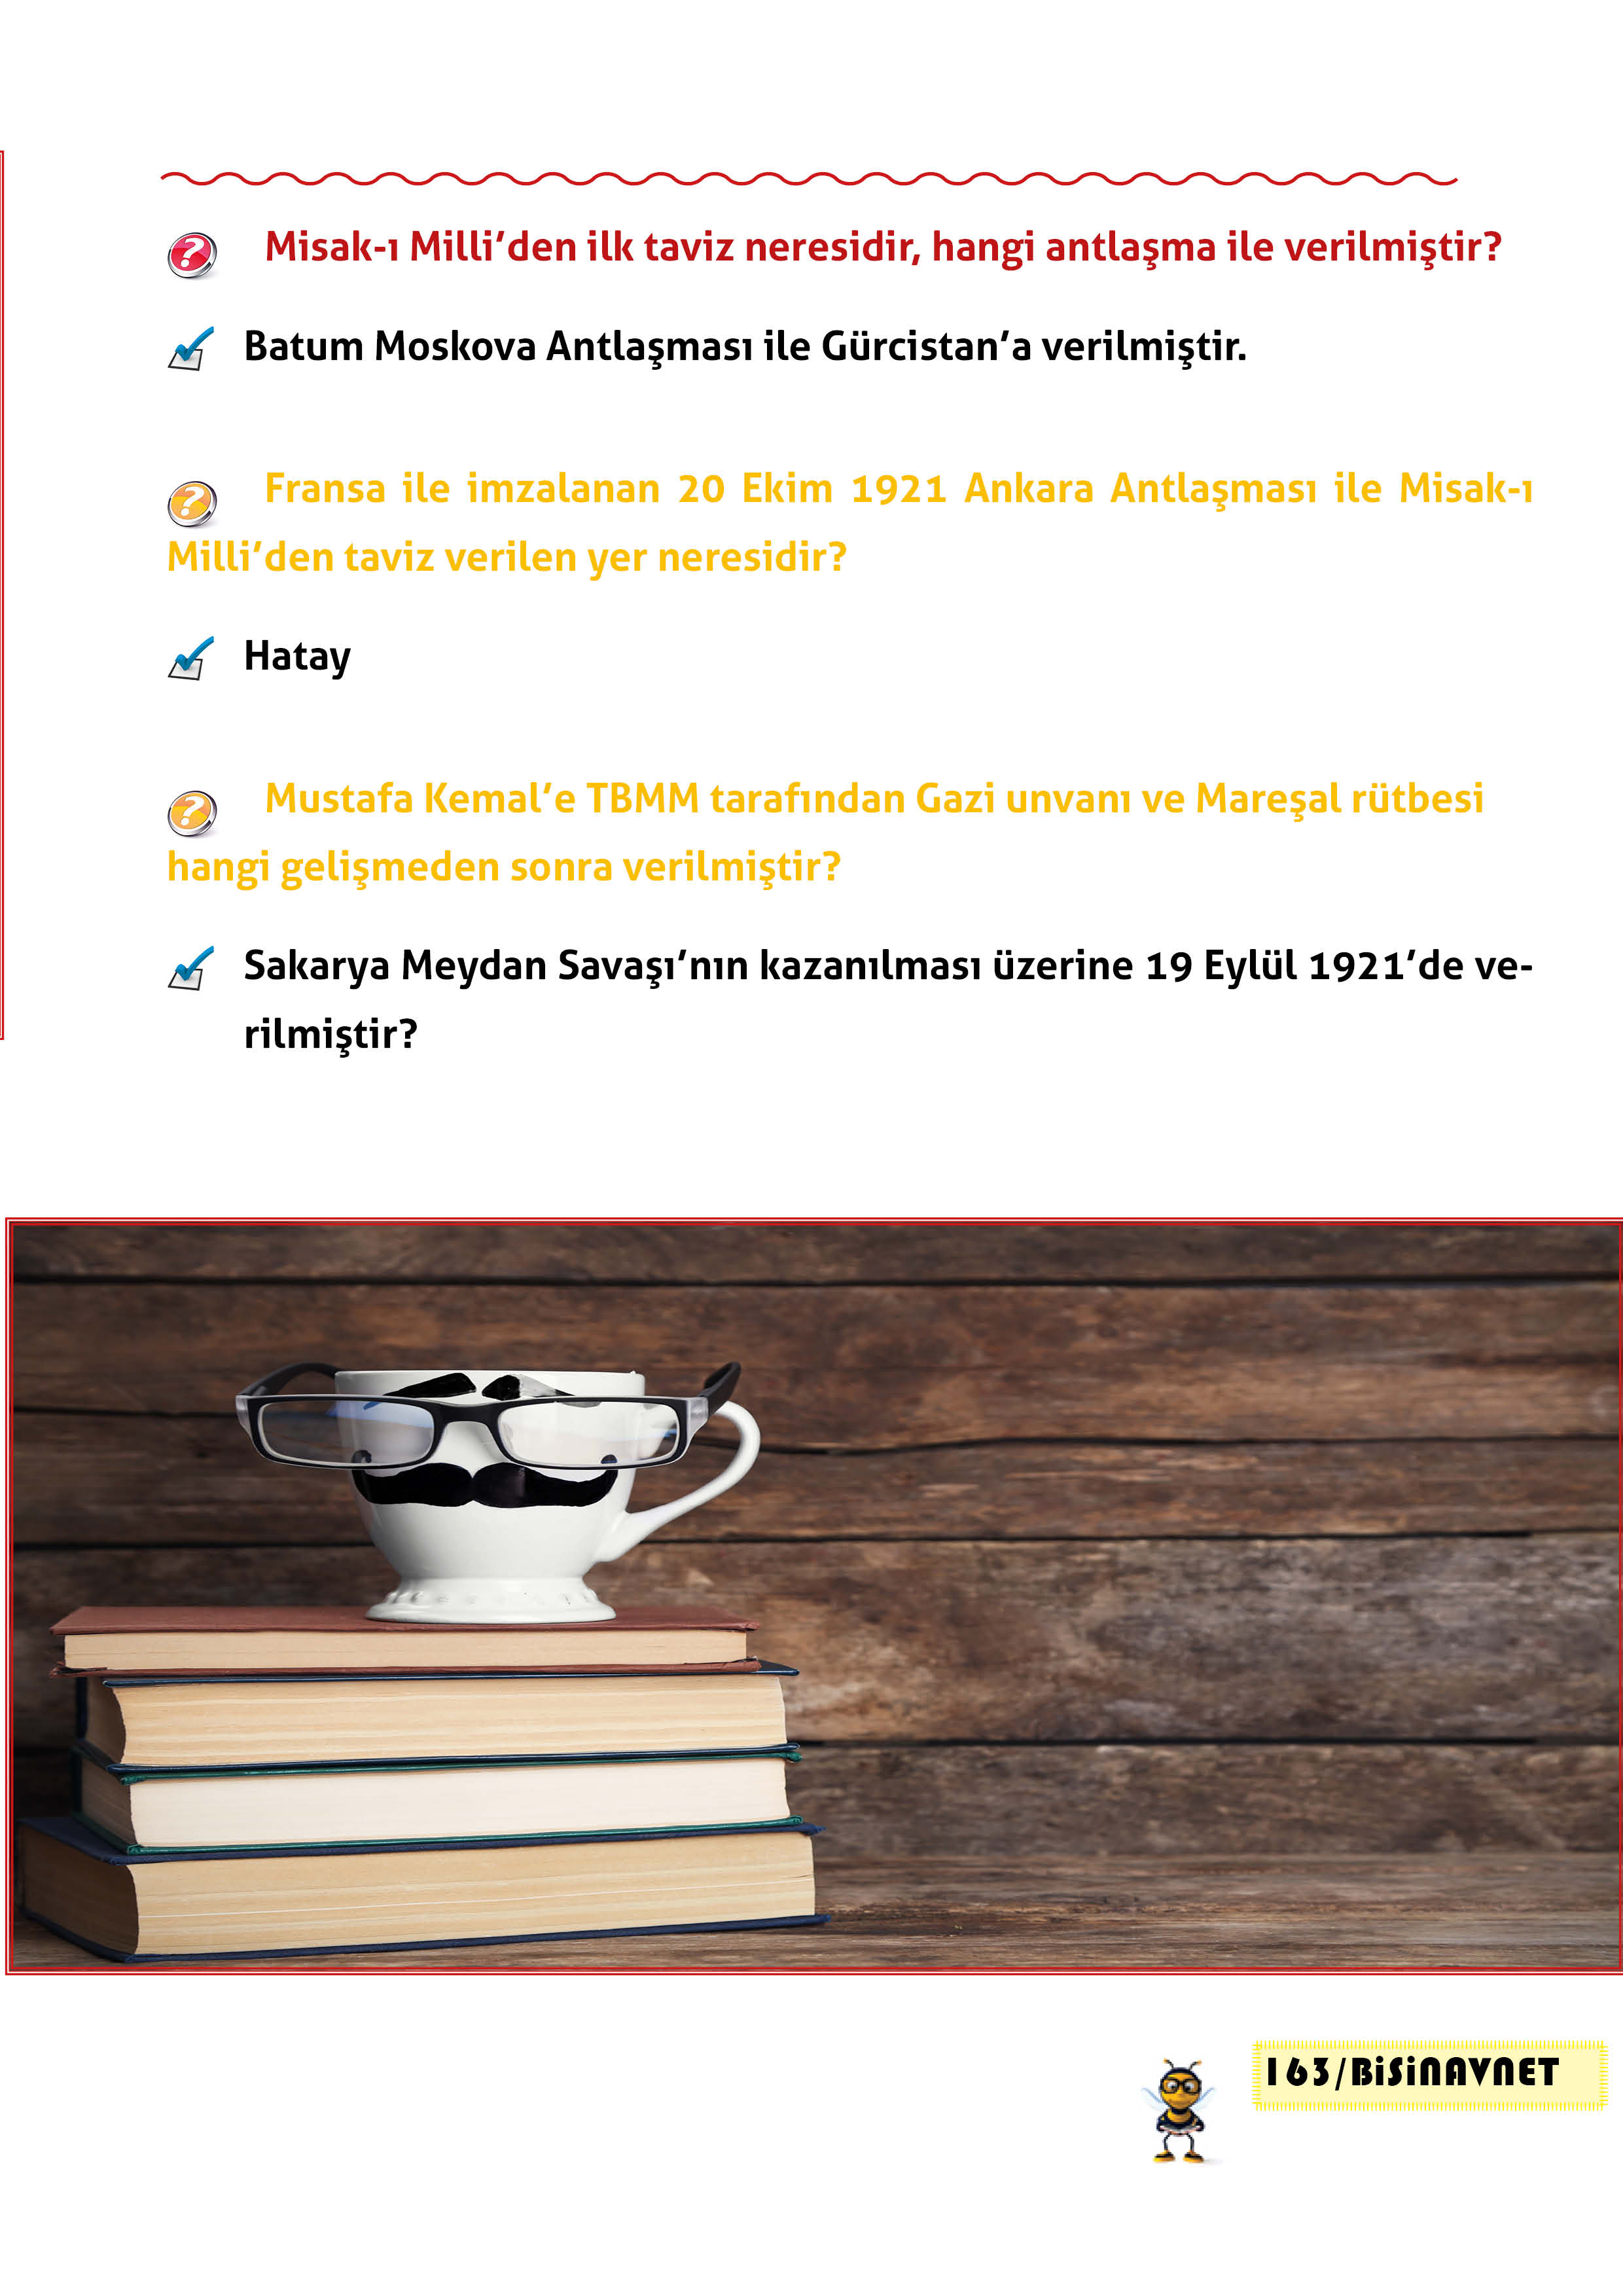 Misak-ı Milli’den ilk taviz neresidir, hangi antlaşma ile verilmiştir?
Batum Moskova Antlaşması ile Gürcistan’a verilmiştir.
Fransa ile imzalanan 20 Ekim 1921 Ankara Antlaşması ile Misak-ı
Milli’den taviz verilen yer neresidir?
Hatay
Mustafa Kemal’e TBMM tarafından Gazi unvanı ve Mareşal rütbesi
hangi gelişmeden sonra verilmiştir?
Sakarya Meydan Savaşı’nın kazanılması üzerine 19 Eylül 1921’de ve-
rilmiştir?
163/BiSiNAVNET